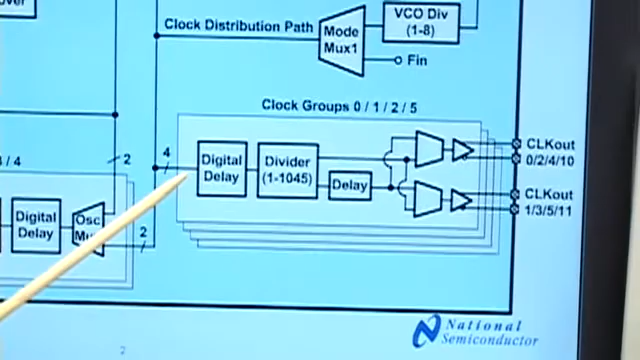 VCO Div
(1-8)
Clock Distribution Path
Mode
Mux1
Fin
Clock Groups 0 / 1 / 2 / 5
2
4
/ 4
Digital
Delay
Divider
(1-1045)
Delay
CLKout
0/2/4/10
CLKout
1/3/5/11
Digital
Delay
Osc
2
National
Semiconductor
2